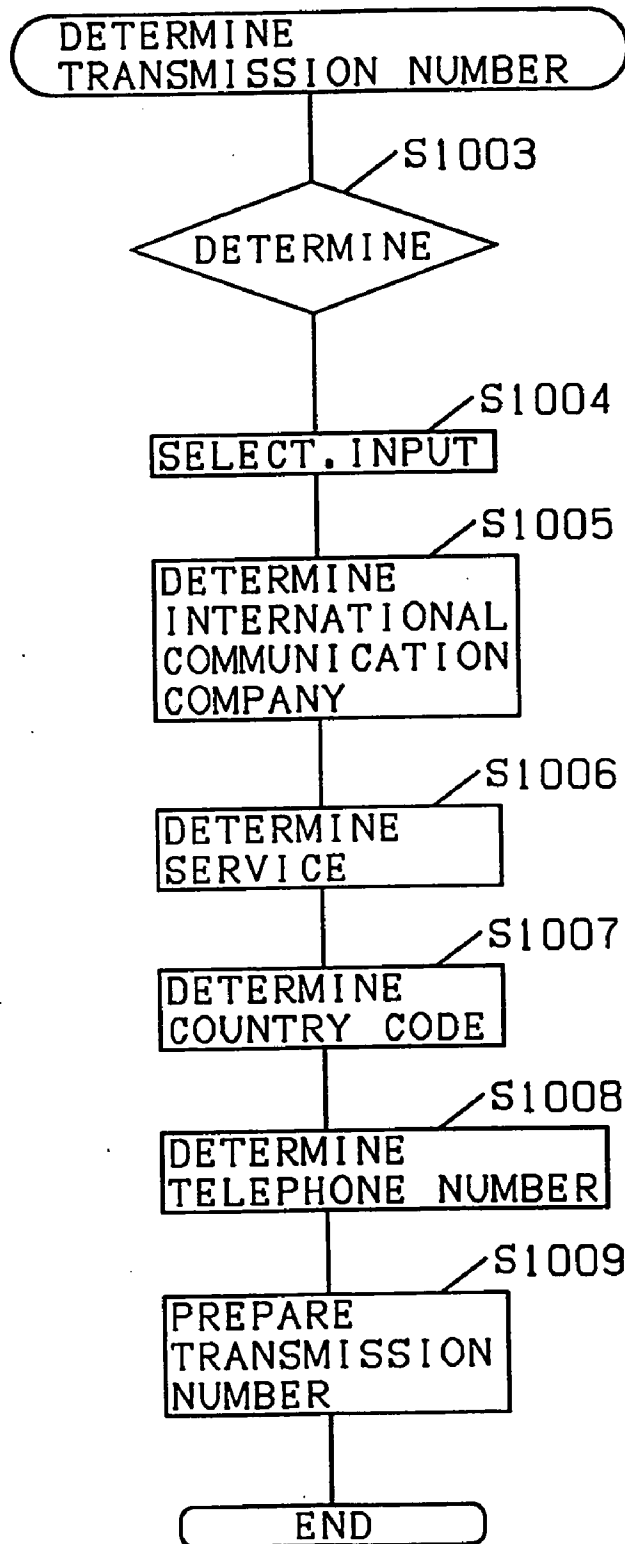 DETERMINE
TRANSMISSION NUMBER
S1003
DETERMINE
S1004
SELECT.INPUT
S1005
DETERMINE
INTERNATIONAL
COMMUNICATION
COMPANY
S1006
DETERMINE
SERVICE
S1007
DETERMINE
COUNTRY CODE
S1008
DETERMINE
TELEPHONE NUMBER
S1009
PREPARE
TRANSMISSION
NUMBER
END